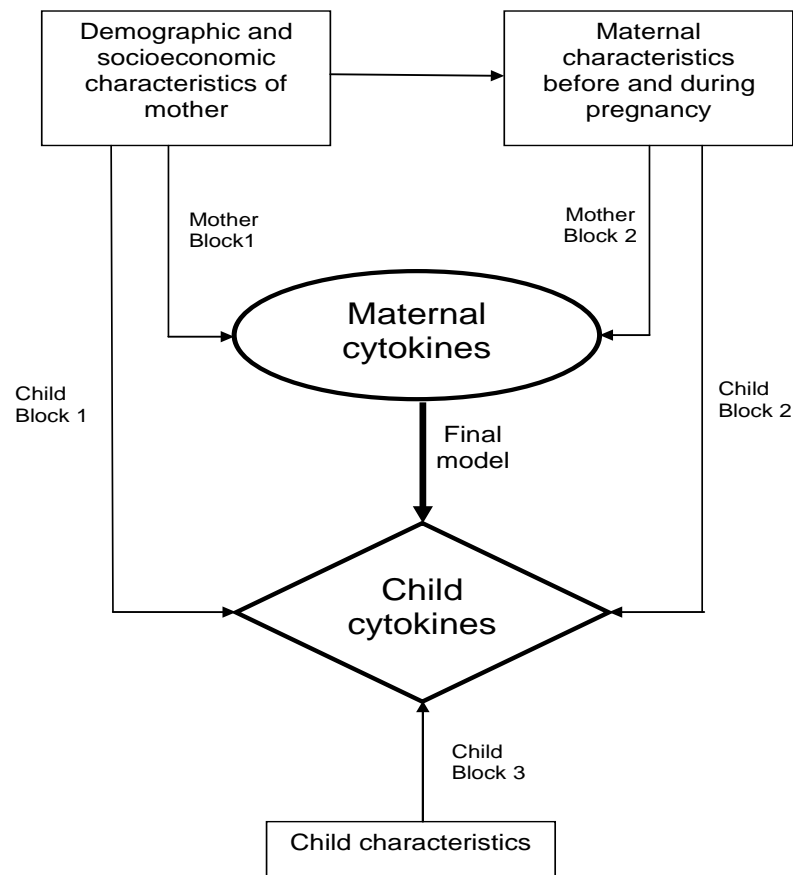 Demographic and
socioeconomic
characteristics of
mother
Maternal
characteristics
before and during
pregnancy
Mother
Block1
Mother
Block 2
Maternal
cytokines
Child
Block 1
Child
Block 2
Final
model
Child
cytokines
Child
Block 3
Child characteristics